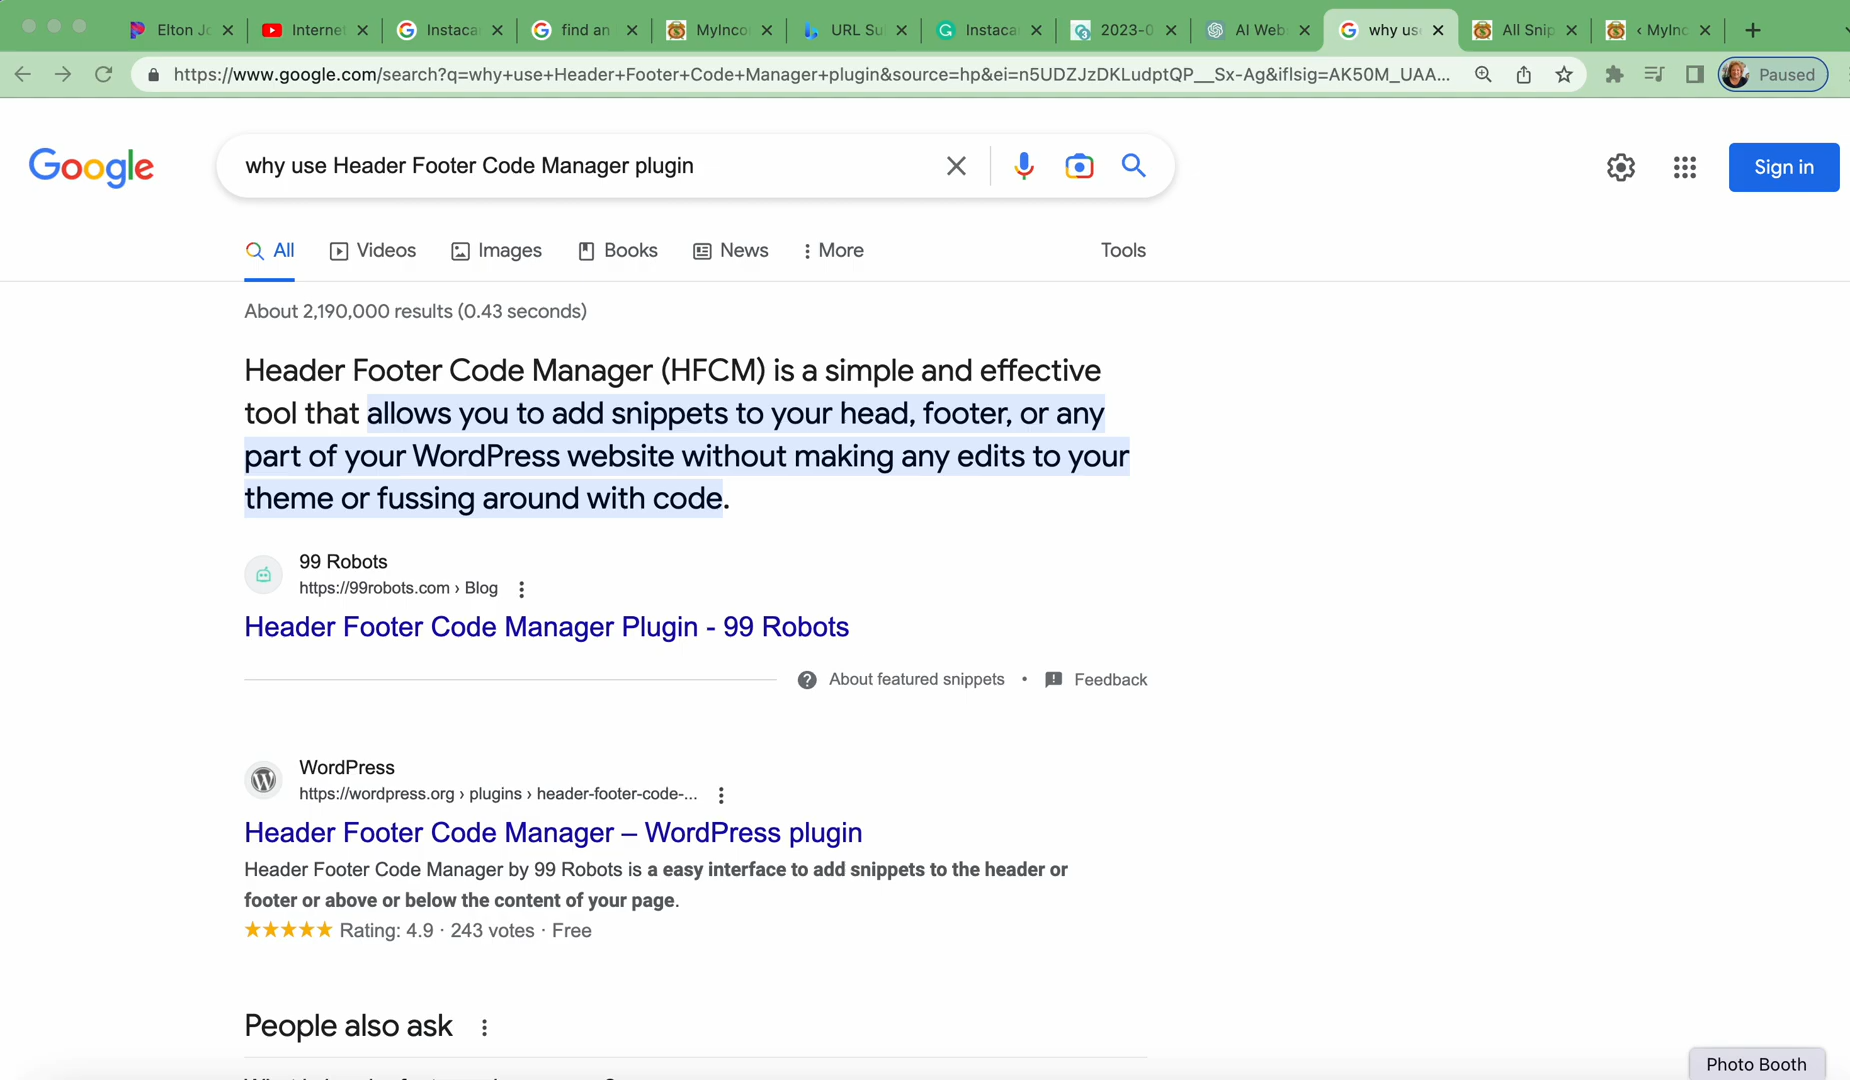 Elton Jo
Internet
Instaca
find an
MyInco
URL Su
Instaca
2023-0
AI Web
why us
All Snip
‹ MyInc
https://www.google.com/search?q=why+use+Header+Footer+Code+Manager+plugin&source=hp&ei=n5UDZJzDKLudptQP__Sx-Ag&iflsig=AK50M_UAA...
Paused
Google
why use Header Footer Code Manager plugin
Sign in
All Videos Images Books News More Tools
About 2,190,000 results (0.43 seconds)
Header Footer Code Manager (HFCM) is a simple and effective
tool that allows you to add snippets to your head, footer, or any
part of your WordPress website without making any edits to your
theme or fussing around with code.
99 Robots
https://99robots.com › Blog
Header Footer Code Manager Plugin - 99 Robots
About featured snippets • Feedback
WordPress
https://wordpress.org › plugins › header-footer-code-...
Header Footer Code Manager – WordPress plugin
Header Footer Code Manager by 99 Robots is a easy interface to add snippets to the header or
footer or above or below the content of your page.
Rating: 4.9 · 243 votes · Free
People also ask
Photo Booth